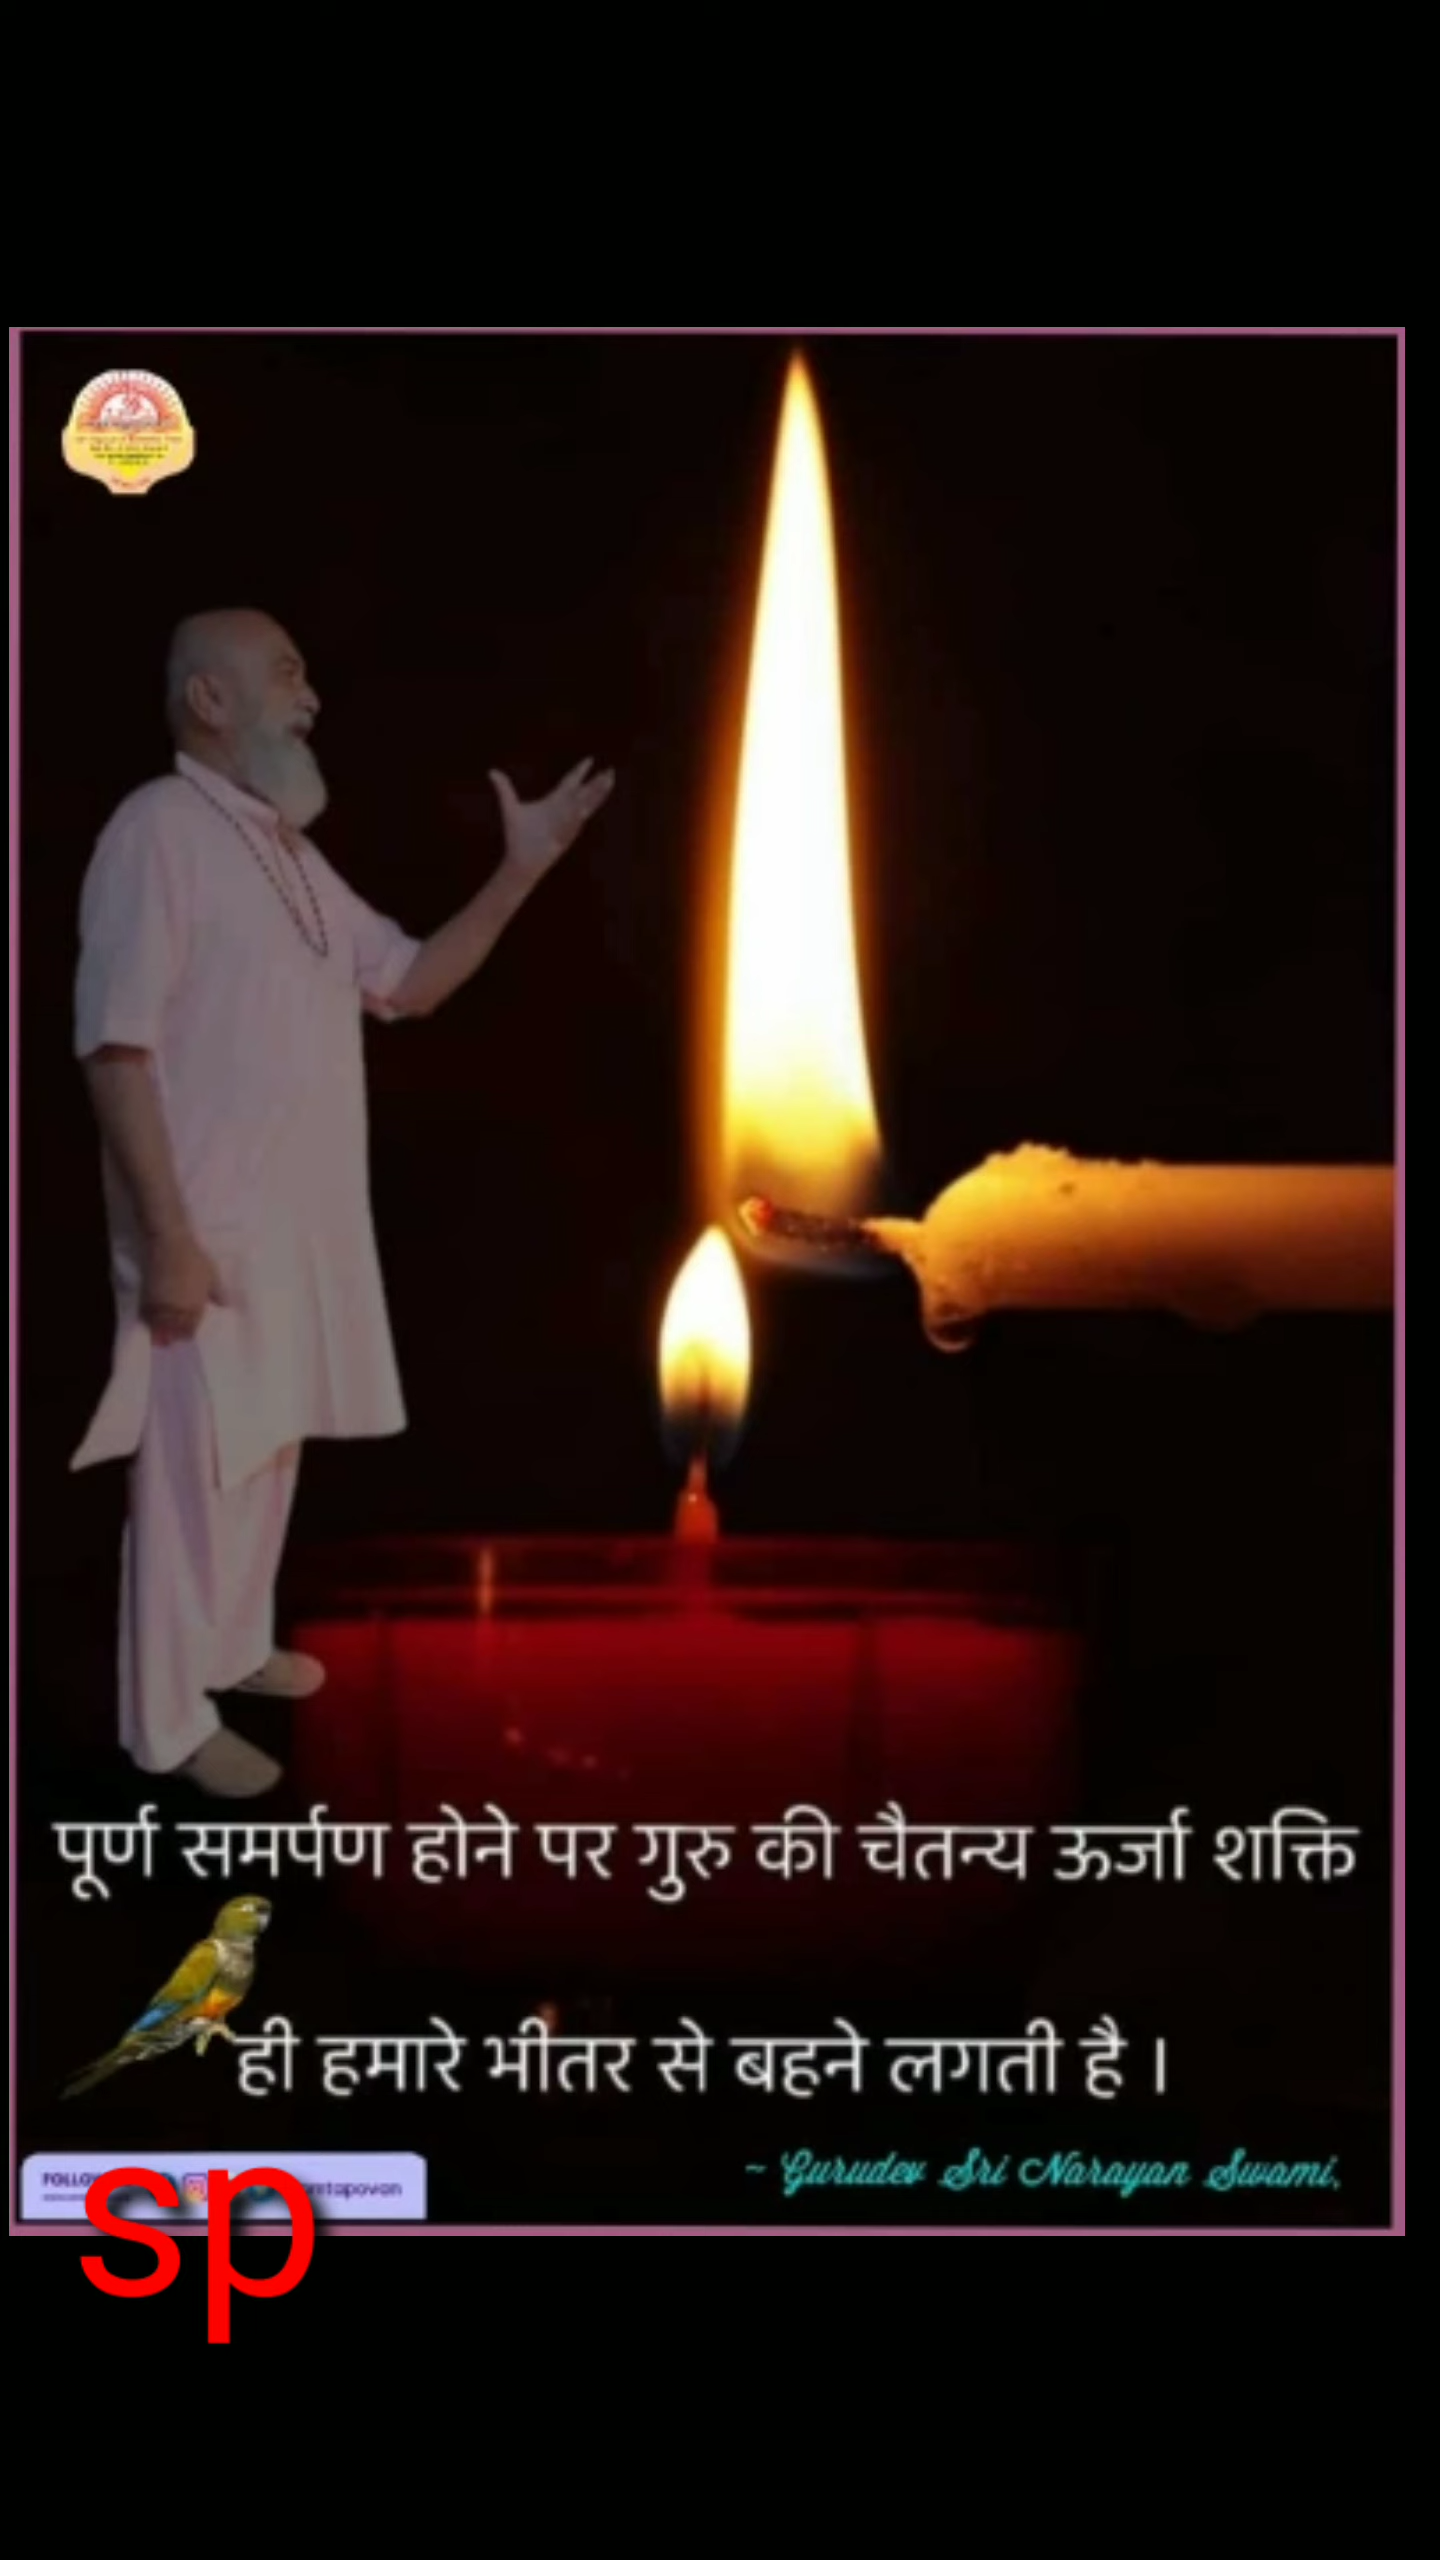 पूर्ण समर्पण होने पर गुरु की चैतन्य ऊर्जा शक्ति
ही हमारे भीतर से बहने लगती है ।
~ Gurudev Sri Narayan Swami,
sp